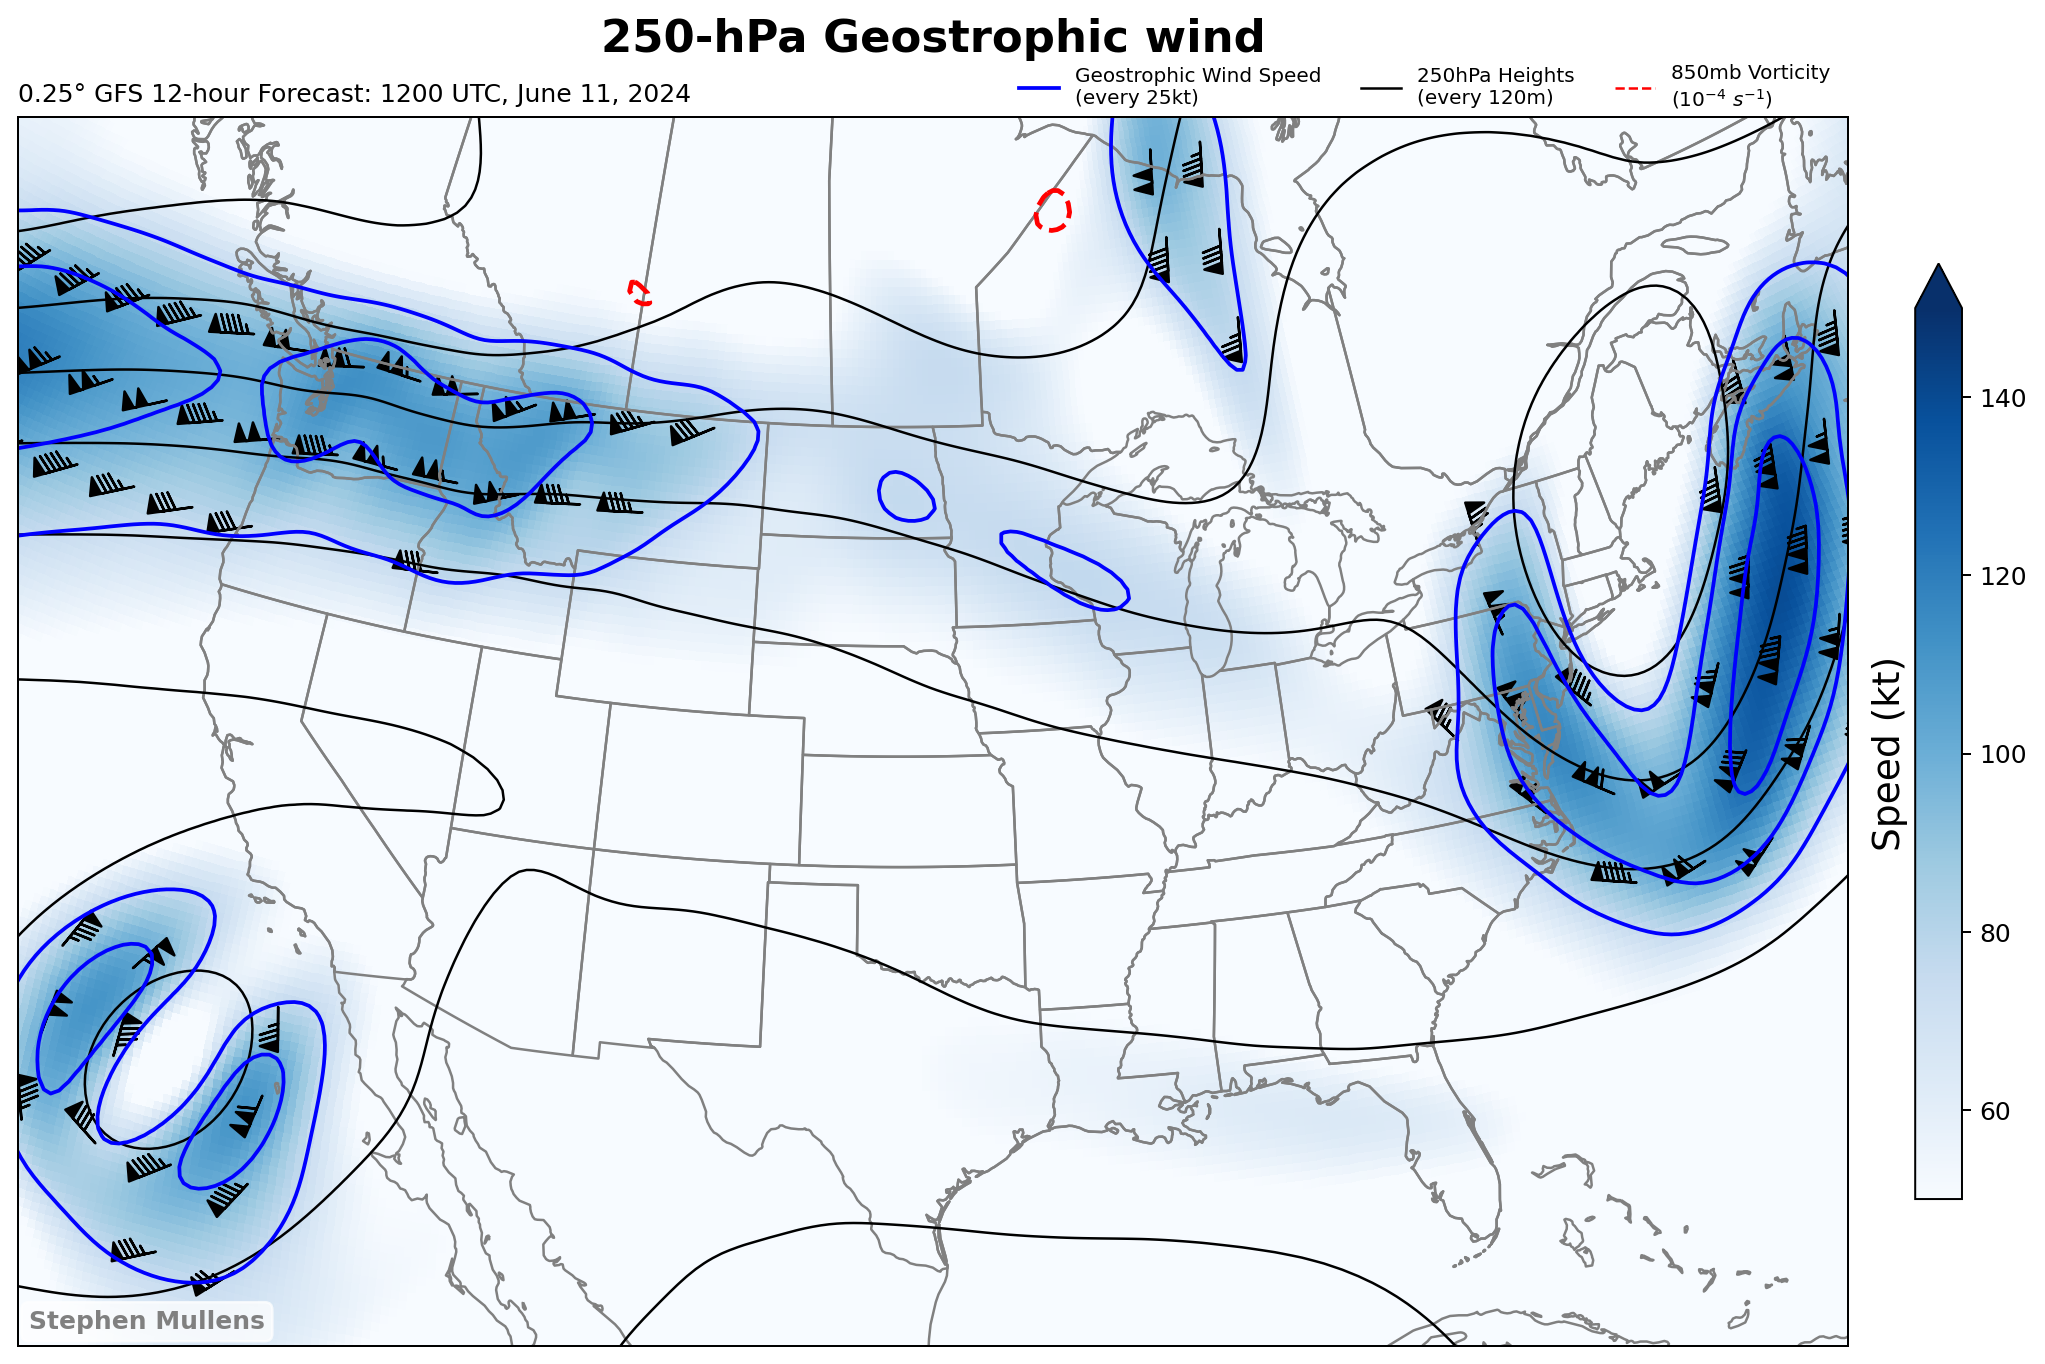 250-hPa Geostrophic wind
0.25° GFS 12-hour Forecast: 1200 UTC, June 11, 2024
Geostrophic Wind Speed
(every 25kt)
250hPa Heights
(every 120m)
850mb Vorticity
(10⁻⁴ s⁻¹)
140
120
100
80
60
Speed (kt)
Stephen Mullens